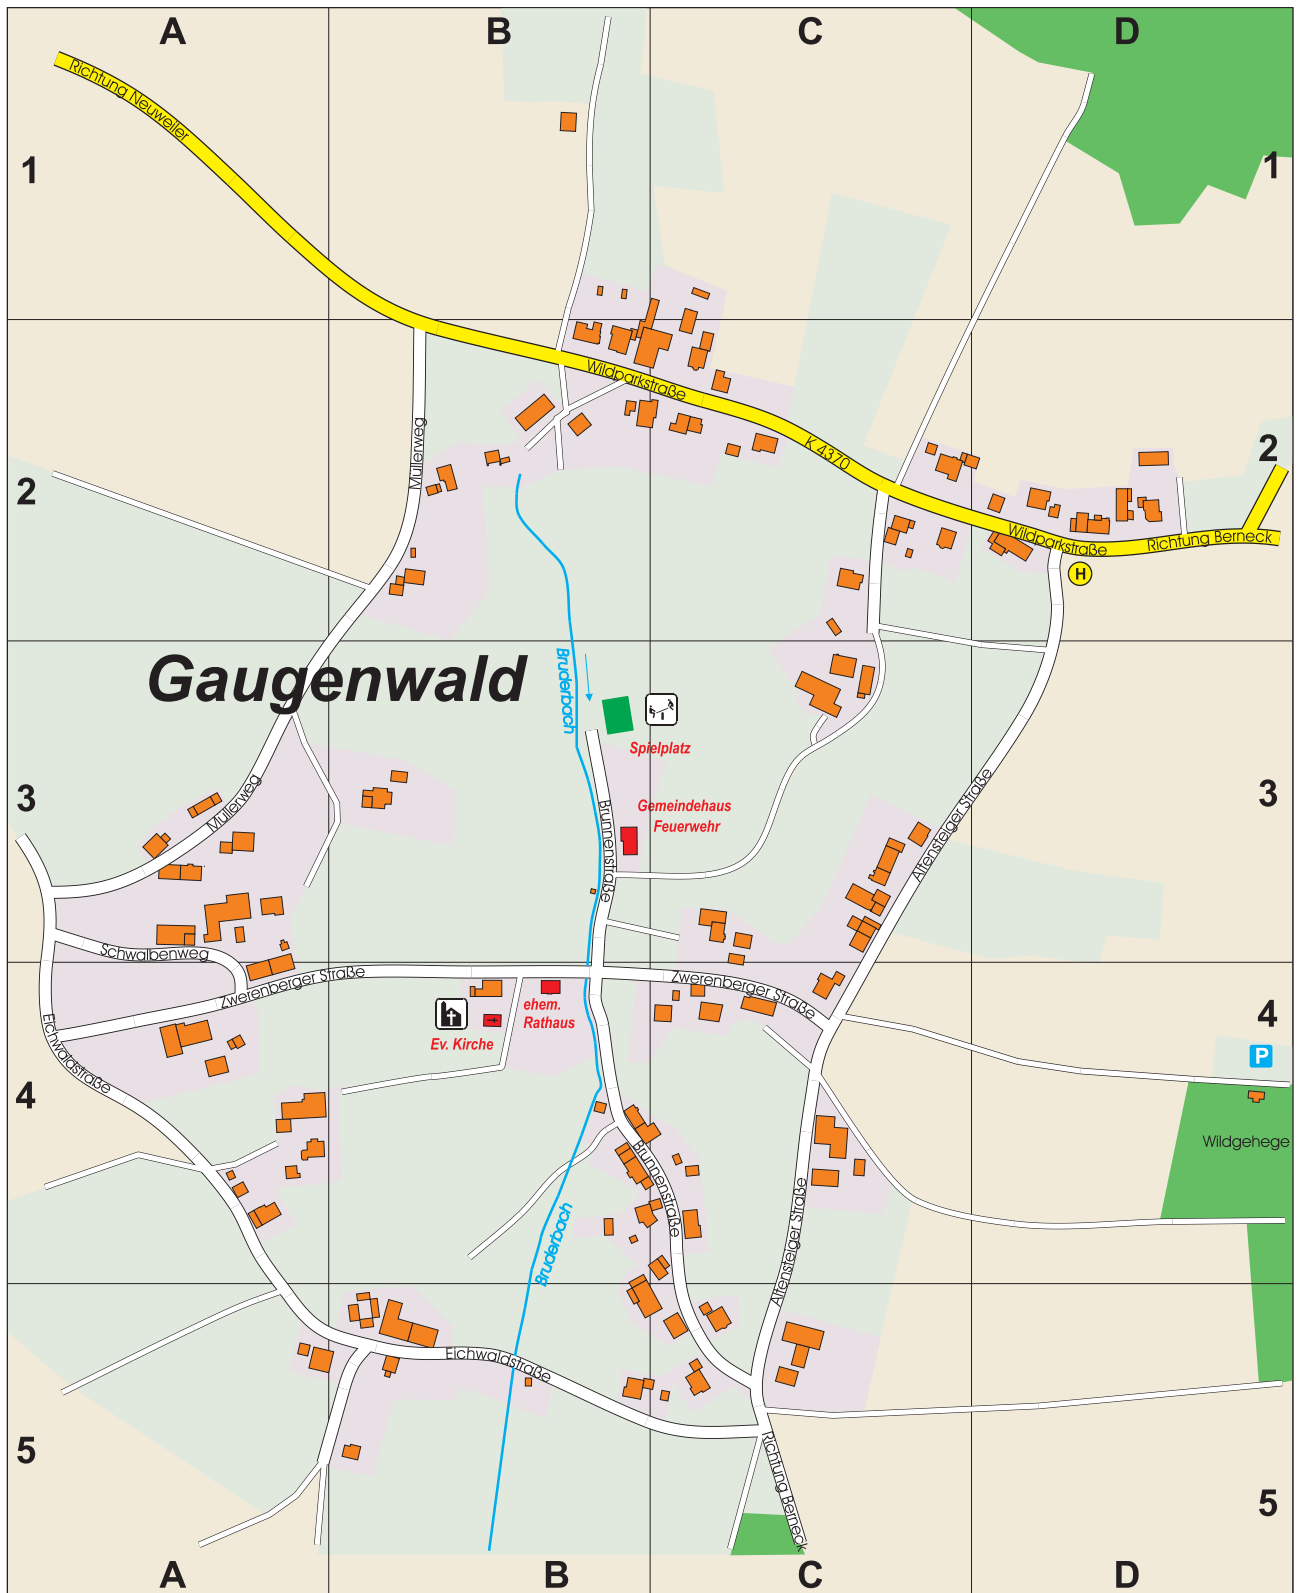 A
B
C
D
Richtung Neuweiler
1
1
Wildparkstraße
Müllerweg
K 4370
2
2
Wildparkstraße
Richtung Berneck
H
Gaugenwald
Bruderbach
Spielplatz
Müllerweg
3
3
Gemeindehaus
Feuerwehr
Brunnenstraße
Altensteiger Straße
Schwalbenweg
Zwerenberger Straße
Zwerenberger Straße
ehem.
Rathaus
Ev. Kirche
4
Eichwaldstraße
P
4
Wildgehege
Brunnenstraße
Bruderbach
Altensteiger Straße
Eichwaldstraße
5
Richtung Berneck
5
A
B
C
D